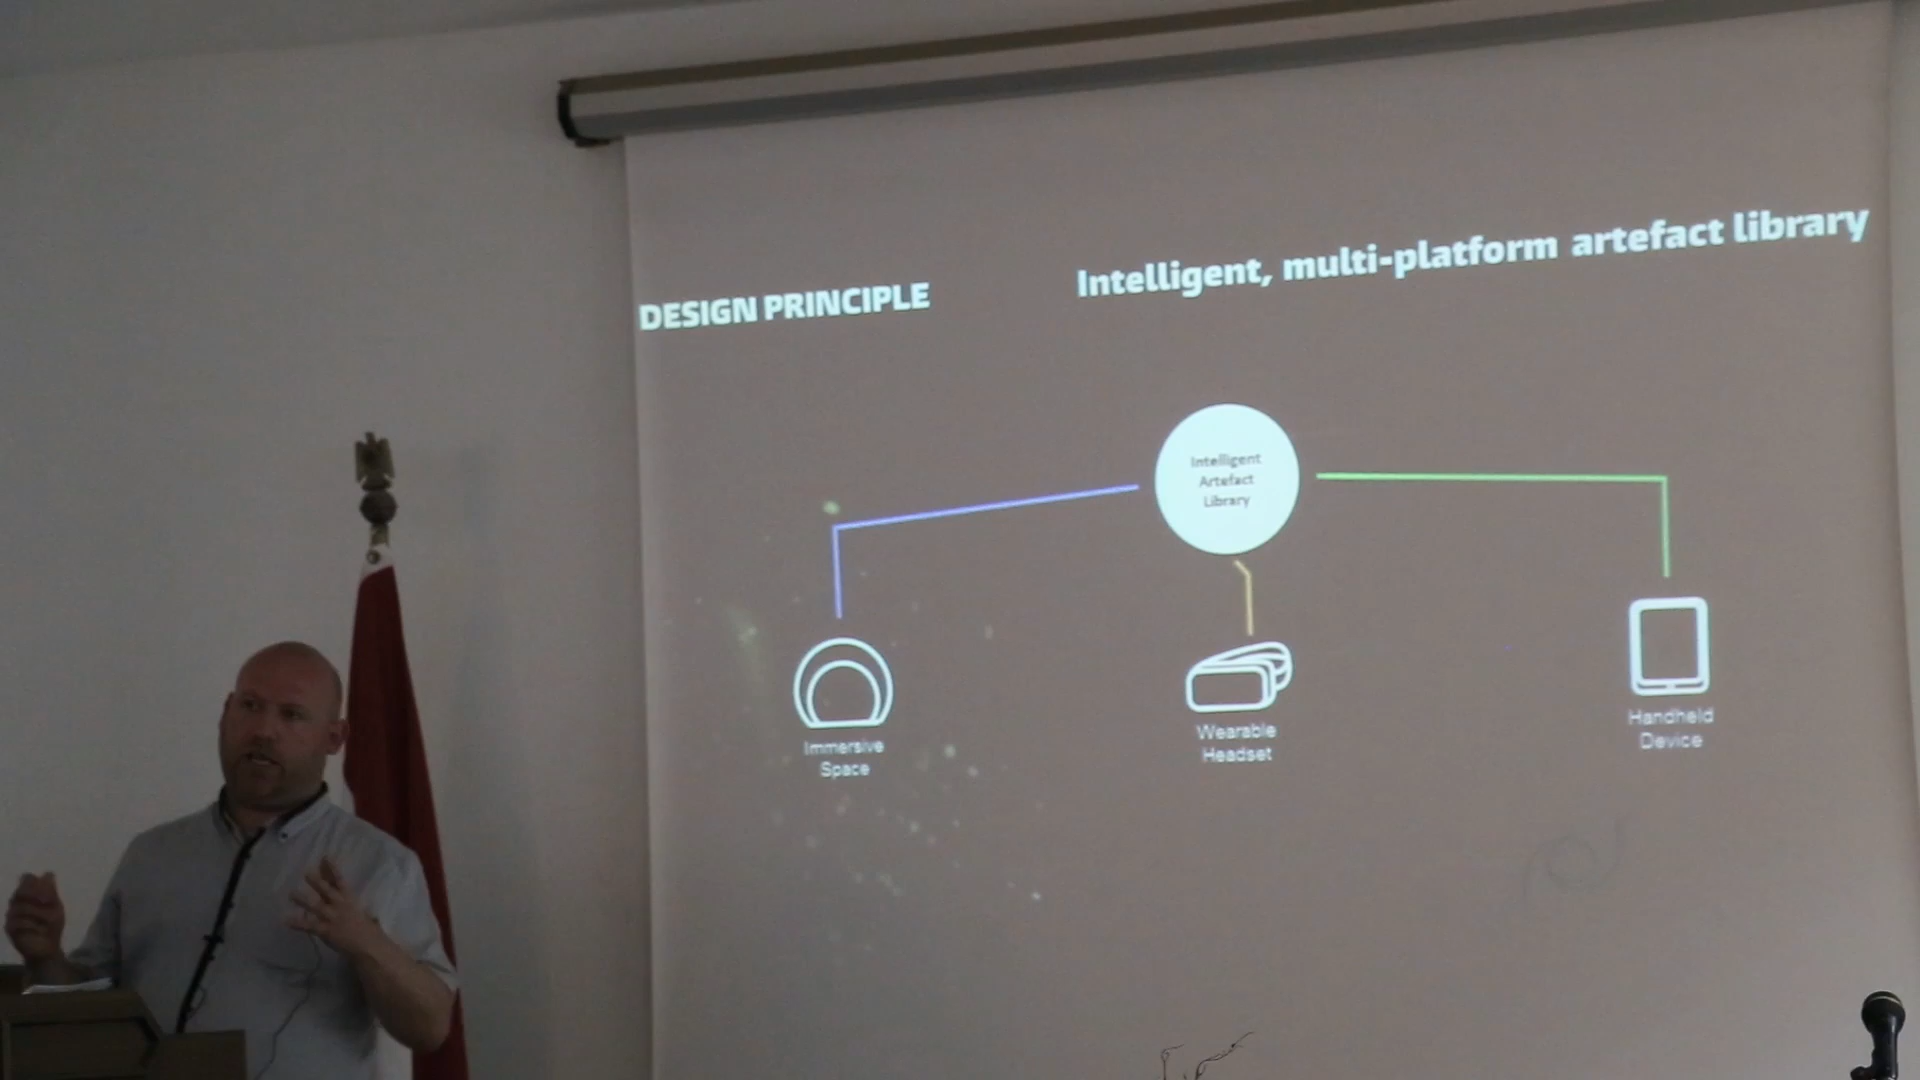 DESIGN PRINCIPLE
Intelligent, multi-platform artefact library
Intelligent
Artefact
Library
Immersive
Space
Wearable
Headset
Handheld
Device